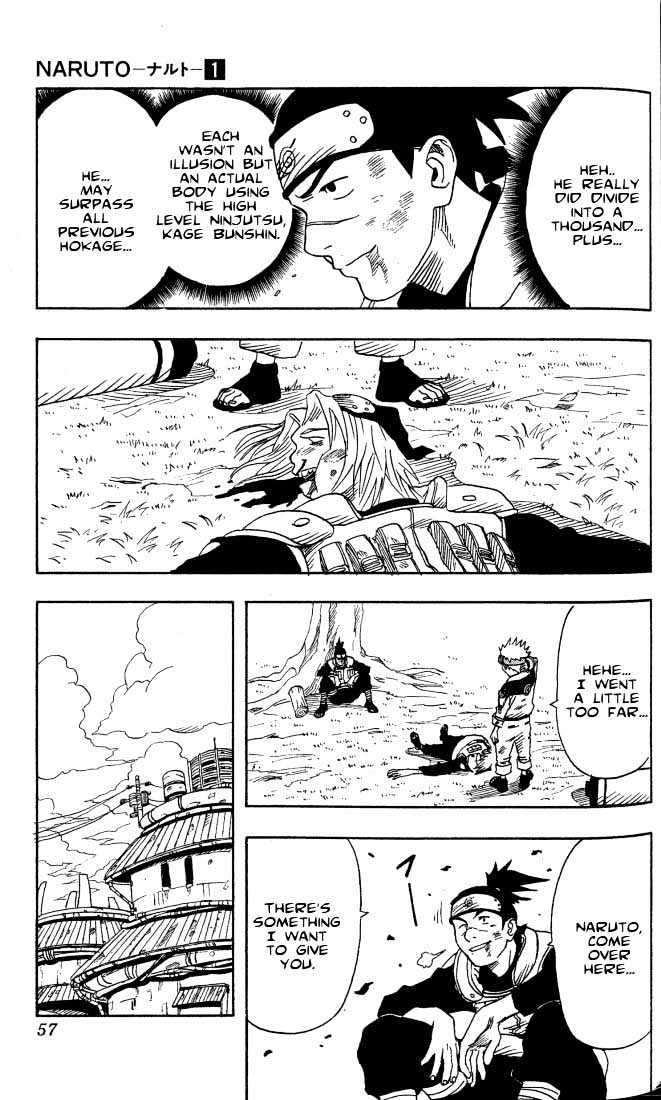 NARUTO—ナルト—1
HEH..
HE REALLY
DID DIVIDE
INTO A
THOUSAND...
PLUS...
EACH
WASN'T AN
ILLUSION BUT
AN ACTUAL
BODY USING
THE HIGH
LEVEL NINJUTSU,
KAGE BUNSHIN.
HE...
MAY
SURPASS
ALL
PREVIOUS
HOKAGE...
HEHE...
I WENT
A LITTLE
TOO FAR...
NARUTO,
COME
OVER
HERE...
THERE'S
SOMETHING
I WANT
TO GIVE
YOU.
57